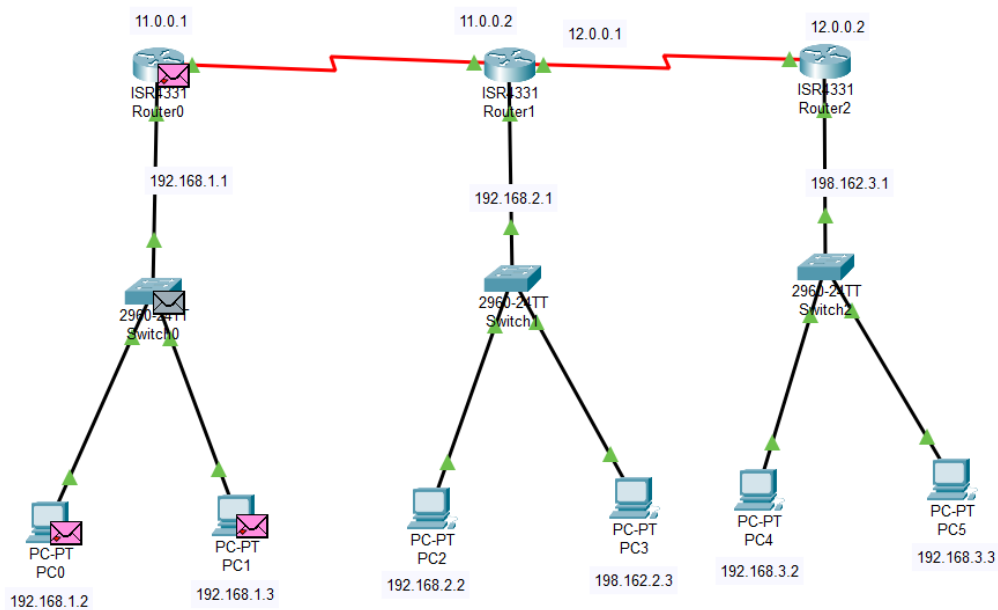 11.0.0.1
11.0.0.2
12.0.0.1
12.0.0.2
ISR4331
Router0
ISR4331
Router1
ISR4331
Router2
192.168.1.1
192.168.2.1
198.162.3.1
2960-24TT
Switch0
2960-24TT
Switch1
2960-24TT
Switch2
PC-PT
PC0
PC-PT
PC1
PC-PT
PC2
PC-PT
PC3
PC-PT
PC4
PC-PT
PC5
192.168.1.2
192.168.1.3
192.168.2.2
198.162.2.3
192.168.3.2
192.168.3.3